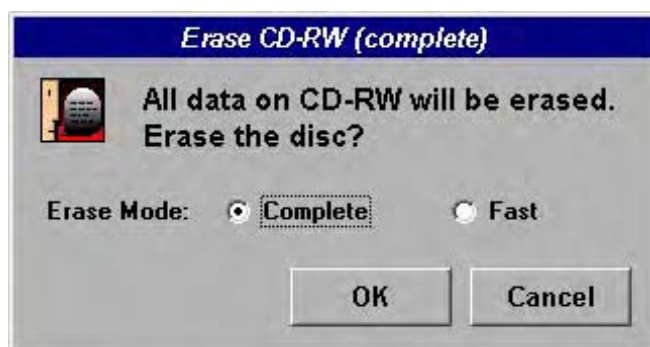 Erase CD-RW (complete)
All data on CD-RW will be erased.
Erase the disc?
Erase Mode: Complete Fast
OK Cancel